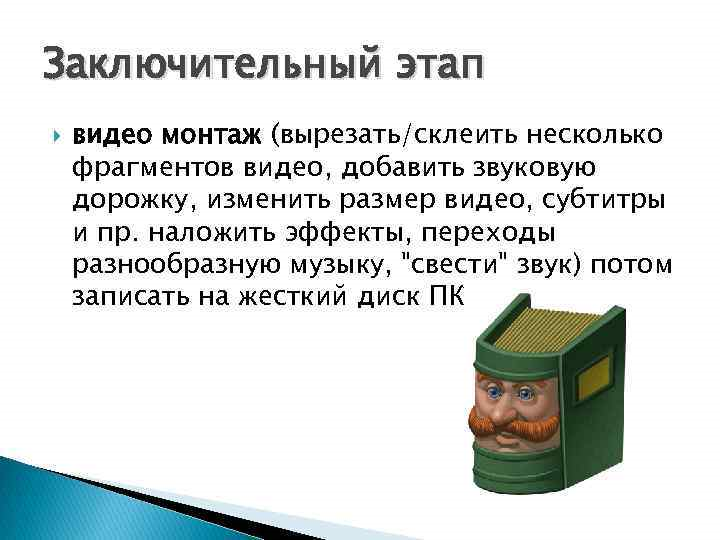 Заключительный этап
видео монтаж (вырезать/склеить несколько
фрагментов видео, добавить звуковую
дорожку, изменить размер видео, субтитры
и пр. наложить эффекты, переходы
разнообразную музыку, "свести" звук) потом
записать на жесткий диск ПК